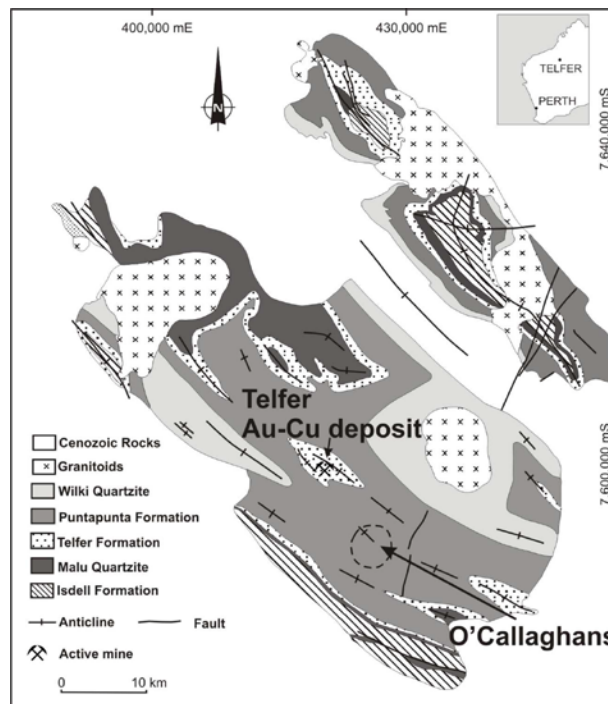 400,000 mE
430,000 mE
TELFER
PERTH
7,640,000 mS
N
Telfer
Au-Cu deposit
7,600,000 mS
Cenozoic Rocks
Granitoids
Wilki Quartzite
Puntapunta Formation
Telfer Formation
Malu Quartzite
Isdell Formation
Anticline
Fault
Active mine
0
10 km
O'Callaghans